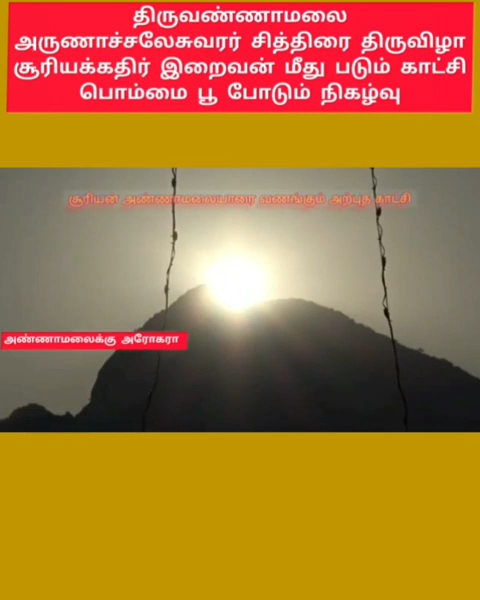 திருவண்ணாமலை
அருணாச்சலேசுவரர் சித்திரை திருவிழா
சூரியக்கதிர் இறைவன் மீது படும் காட்சி
பொம்மை பூ போடும் நிகழ்வு
சூரியன் அண்ணாமலையாரை வணங்கும் அற்புத காட்சி
அண்ணாமலைக்கு அரோகரா